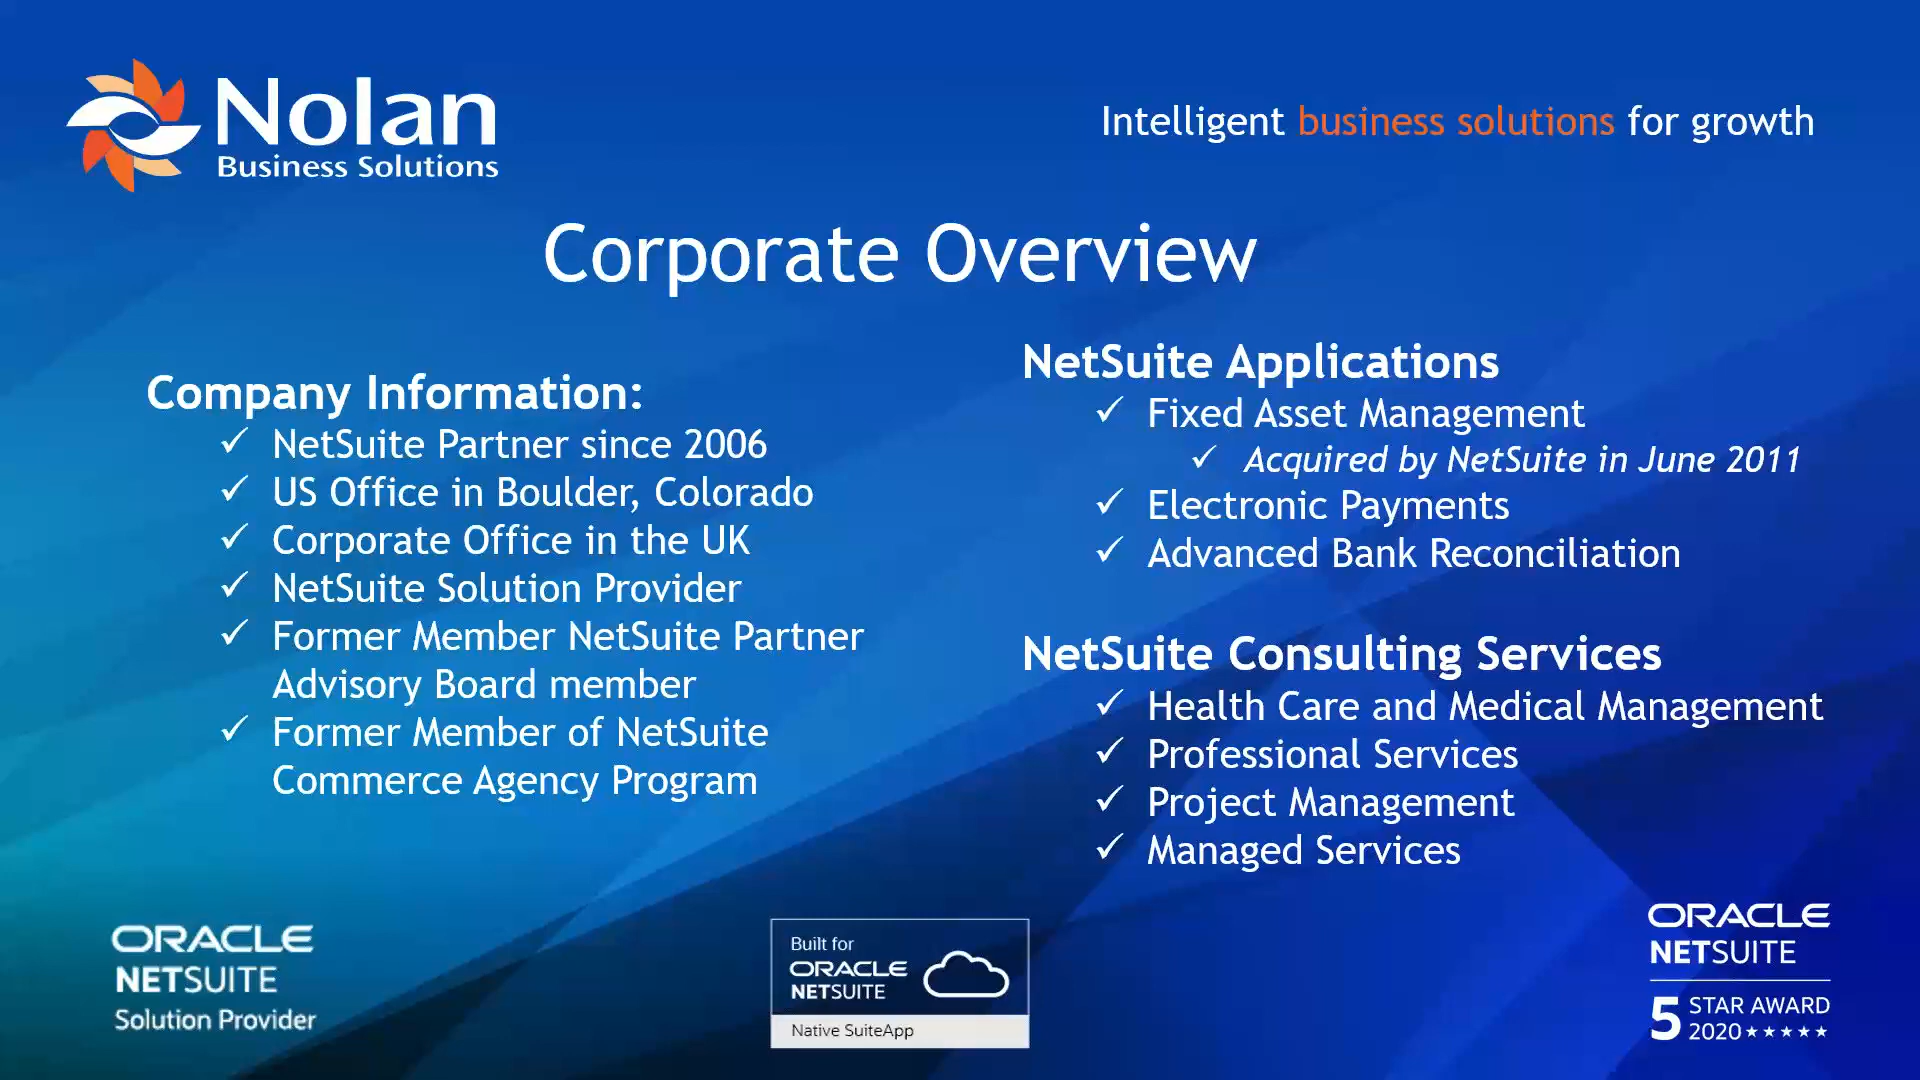 Nolan
Business Solutions
Intelligent business solutions for growth
Corporate Overview
Company Information:
✓ NetSuite Partner since 2006
✓ US Office in Boulder, Colorado
✓ Corporate Office in the UK
✓ NetSuite Solution Provider
✓ Former Member NetSuite Partner
Advisory Board member
✓ Former Member of NetSuite
Commerce Agency Program
NetSuite Applications
✓ Fixed Asset Management
✓ Acquired by NetSuite in June 2011
✓ Electronic Payments
✓ Advanced Bank Reconciliation
NetSuite Consulting Services
✓ Health Care and Medical Management
✓ Professional Services
✓ Project Management
✓ Managed Services
ORACLE
NETSUITE
Solution Provider
Built for
ORACLE
NETSUITE
Native SuiteApp
ORACLE
NETSUITE
5 STAR AWARD
2020 ★★★★★